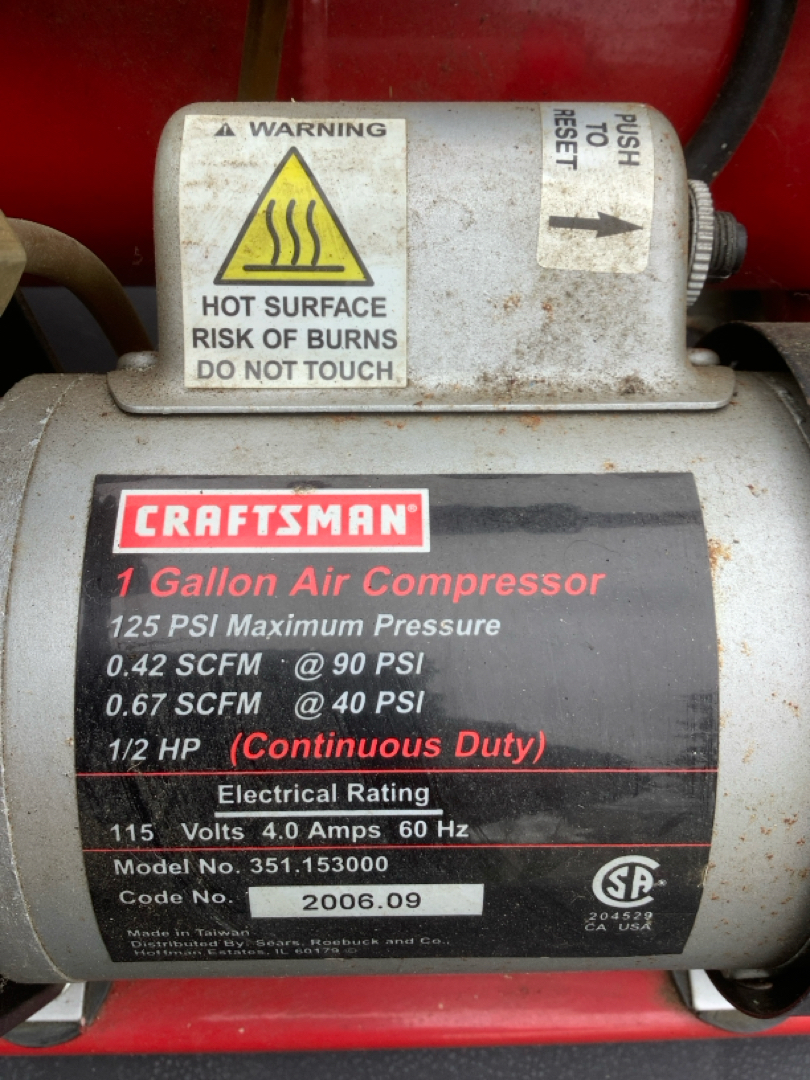 ⚠ WARNING
HOT SURFACE
RISK OF BURNS
DO NOT TOUCH
PUSH
TO
RESET
CRAFTSMAN®
1 Gallon Air Compressor
125 PSI Maximum Pressure
0.42 SCFM @ 90 PSI
0.67 SCFM @ 40 PSI
1/2 HP (Continuous Duty)
Electrical Rating
115 Volts 4.0 Amps 60 Hz
Model No. 351.153000
Code No. 2006.09
SA®
204529
CA USA
Made in Taiwan
Distributed By. Sears, Roebuck and Co.,
Hoffman Estates, IL 60179